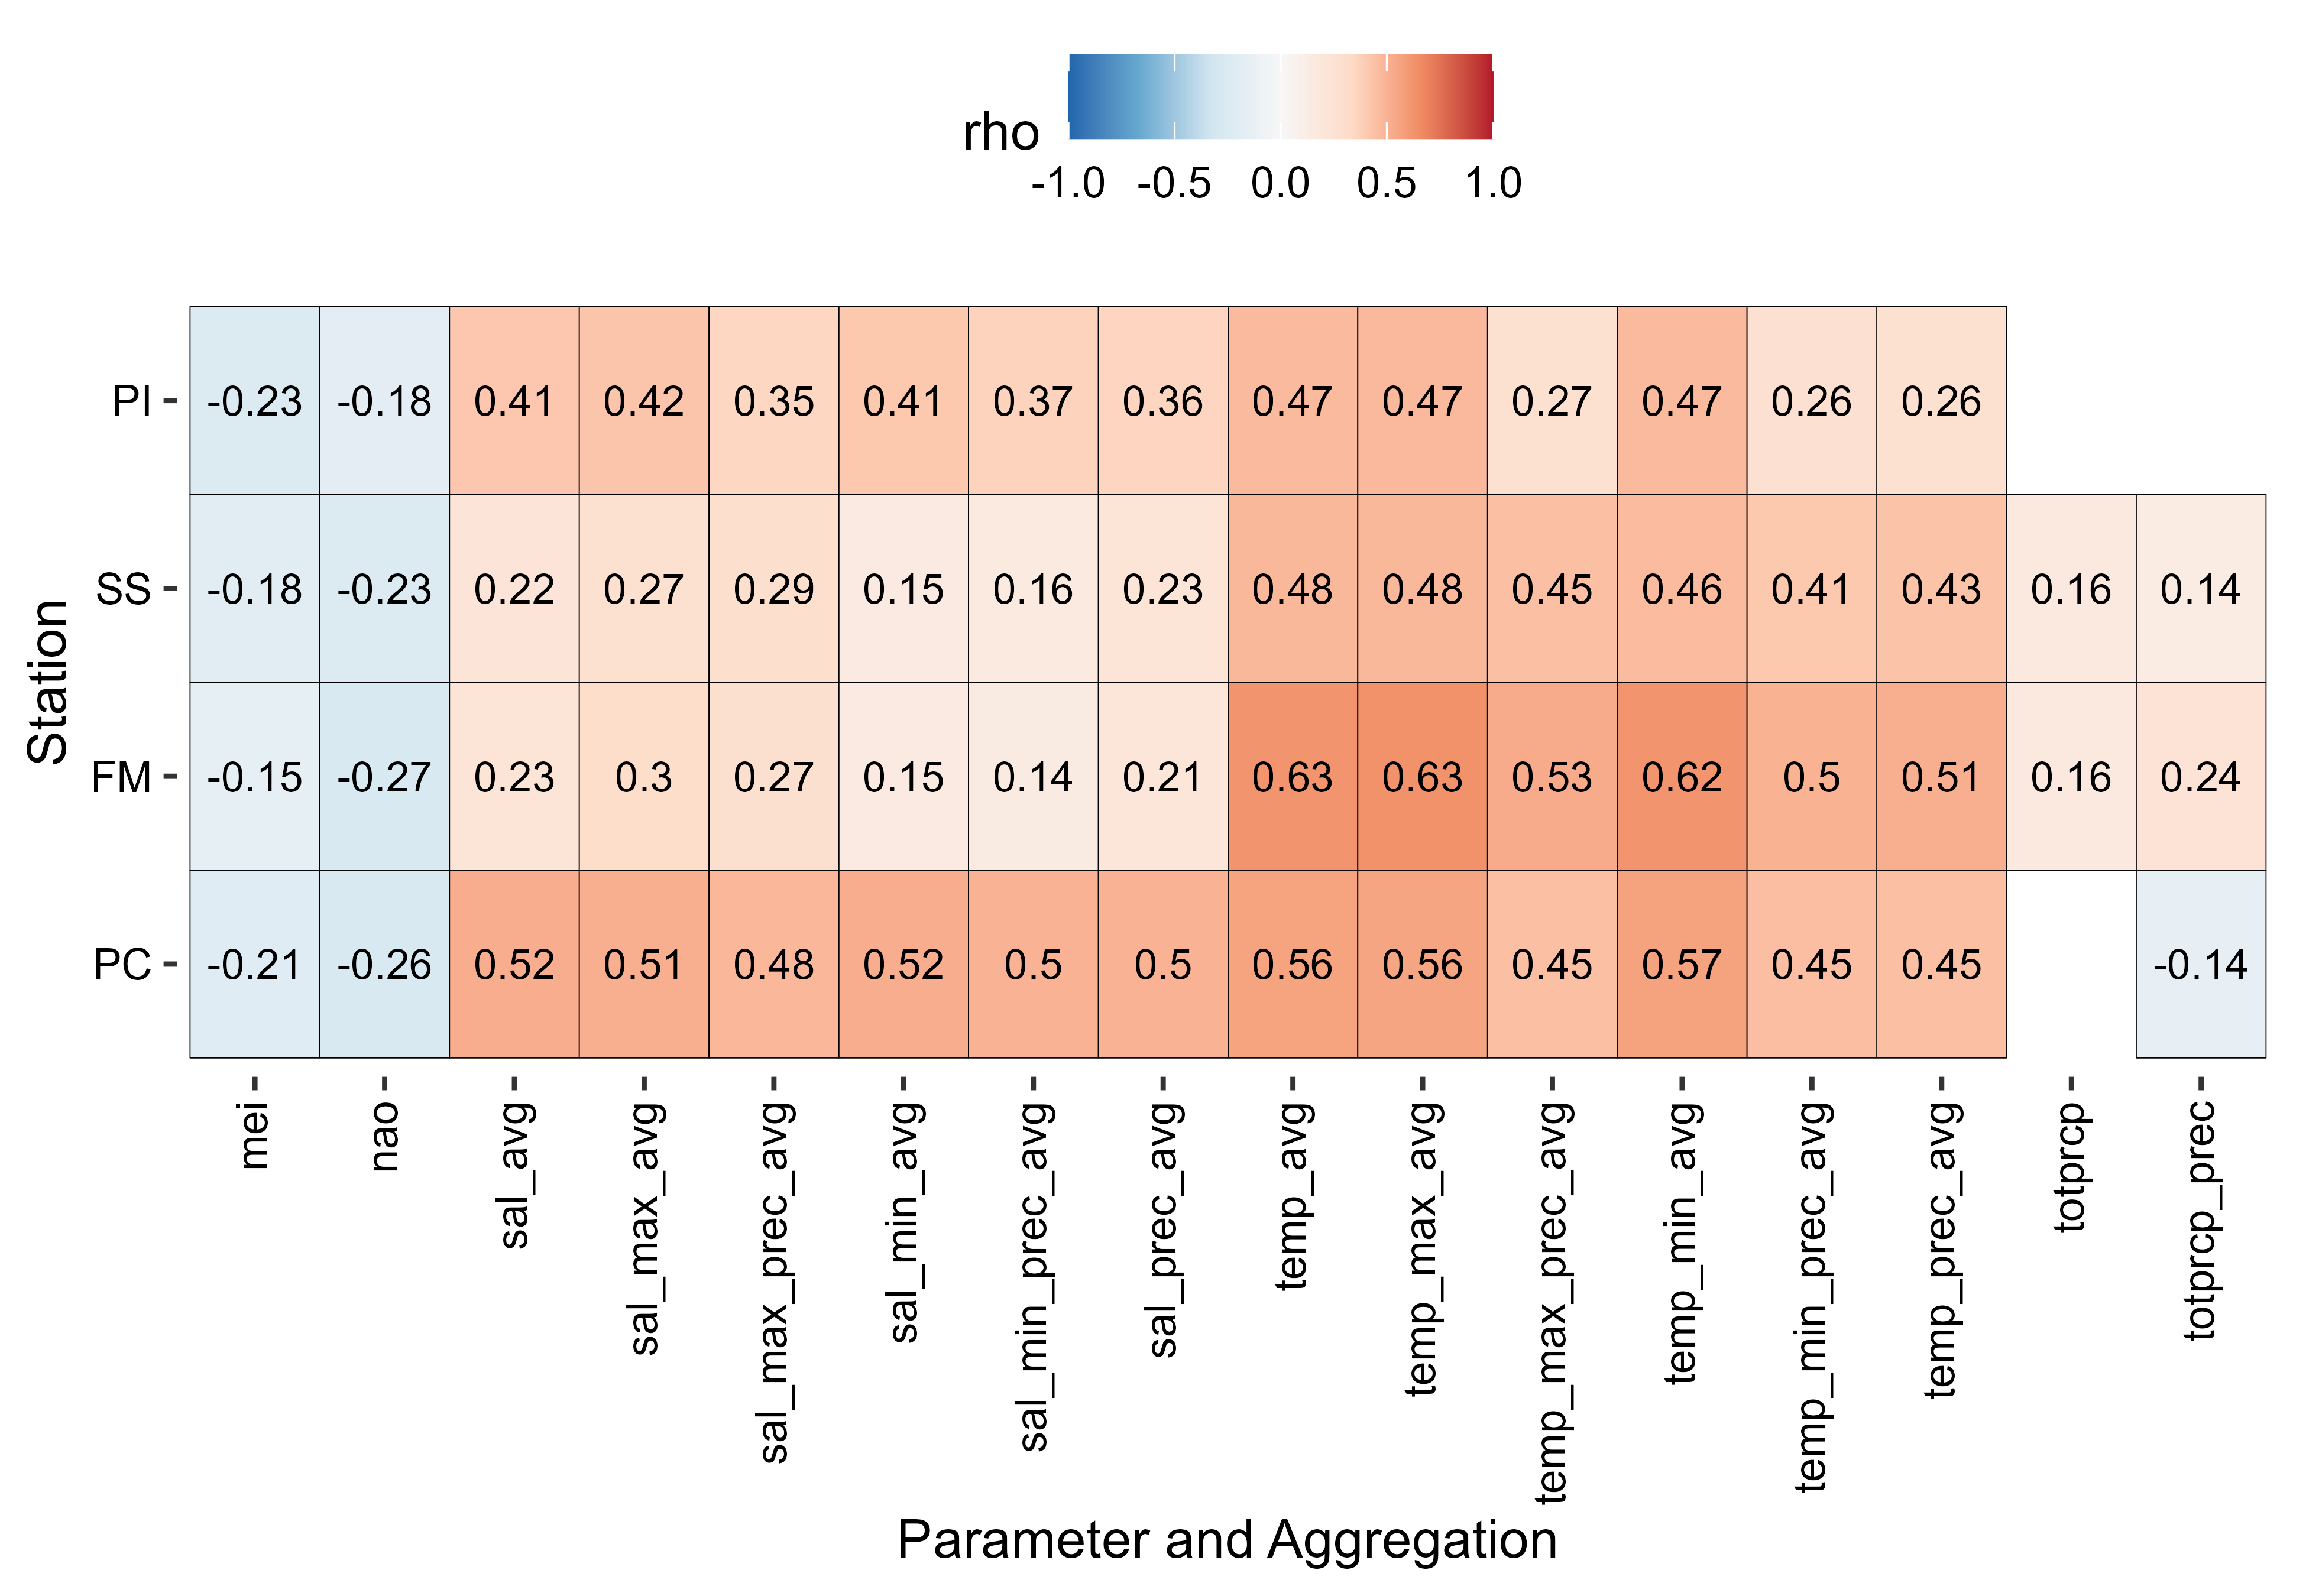 rho
-1.0 -0.5 0.0 0.5 1.0
Station
PI -0.23 -0.18 0.41 0.42 0.35 0.41 0.37 0.36 0.47 0.47 0.27 0.47 0.26 0.26
SS -0.18 -0.23 0.22 0.27 0.29 0.15 0.16 0.23 0.48 0.48 0.45 0.46 0.41 0.43 0.16 0.14
FM -0.15 -0.27 0.23 0.3 0.27 0.15 0.14 0.21 0.63 0.63 0.53 0.62 0.5 0.51 0.16 0.24
PC -0.21 -0.26 0.52 0.51 0.48 0.52 0.5 0.5 0.56 0.56 0.45 0.57 0.45 0.45 -0.14
mei
nao
sal_avg
sal_max_avg
sal_max_prec_avg
sal_min_avg
sal_min_prec_avg
sal_prec_avg
temp_avg
temp_max_avg
temp_max_prec_avg
temp_min_avg
temp_min_prec_avg
temp_prec_avg
totprcp
totprcp_prec
Parameter and Aggregation